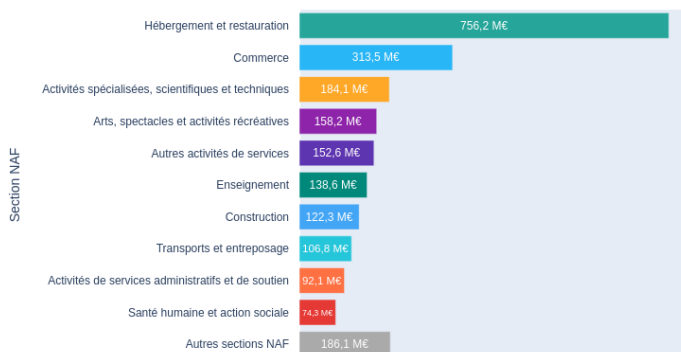 Section NAF
Hébergement et restauration 756,2 M€
Commerce 313,5 M€
Activités spécialisées, scientifiques et techniques 184,1 M€
Arts, spectacles et activités récréatives 158,2 M€
Autres activités de services 152,6 M€
Enseignement 138,6 M€
Construction 122,3 M€
Transports et entreposage 106,8 M€
Activités de services administratifs et de soutien 92,1 M€
Santé humaine et action sociale 74,3 M€
Autres sections NAF 186,1 M€